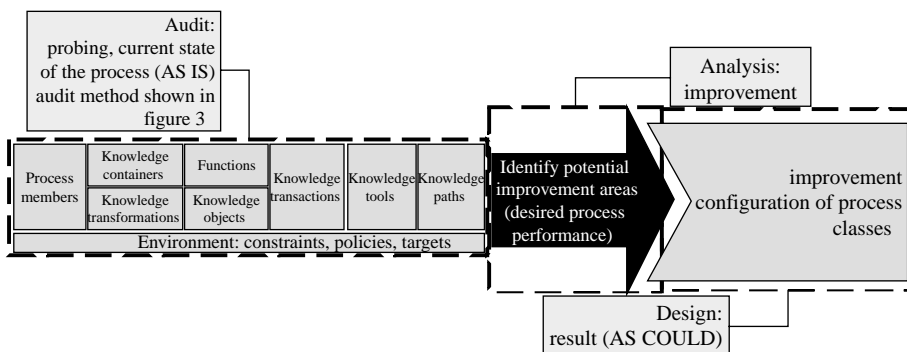 Audit:
probing, current state
of the process (AS IS)
audit method shown in
figure 3
Analysis:
improvement
Process
members
Knowledge
containers
Knowledge
transformations
Functions
Knowledge
objects
Knowledge
transactions
Knowledge
tools
Knowledge
paths
Environment: constraints, policies, targets
Identify potential
improvement areas
(desired process
performance)
improvement
configuration of process
classes
Design:
result (AS COULD)